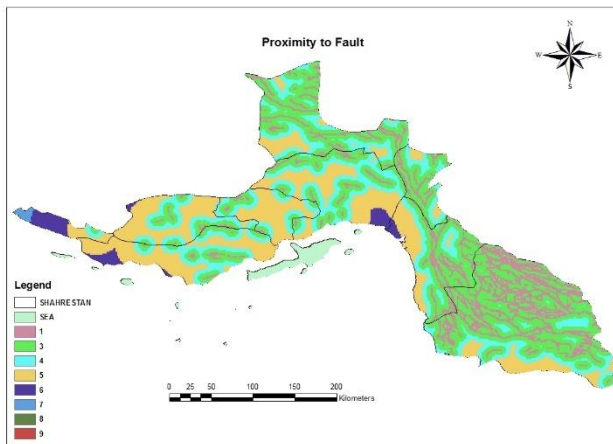 Proximity to Fault
N
W E
S
Legend
SHAHRESTAN
SEA
1
3
4
5
6
7
8
9
0 25 50 100 150 200
Kilometers